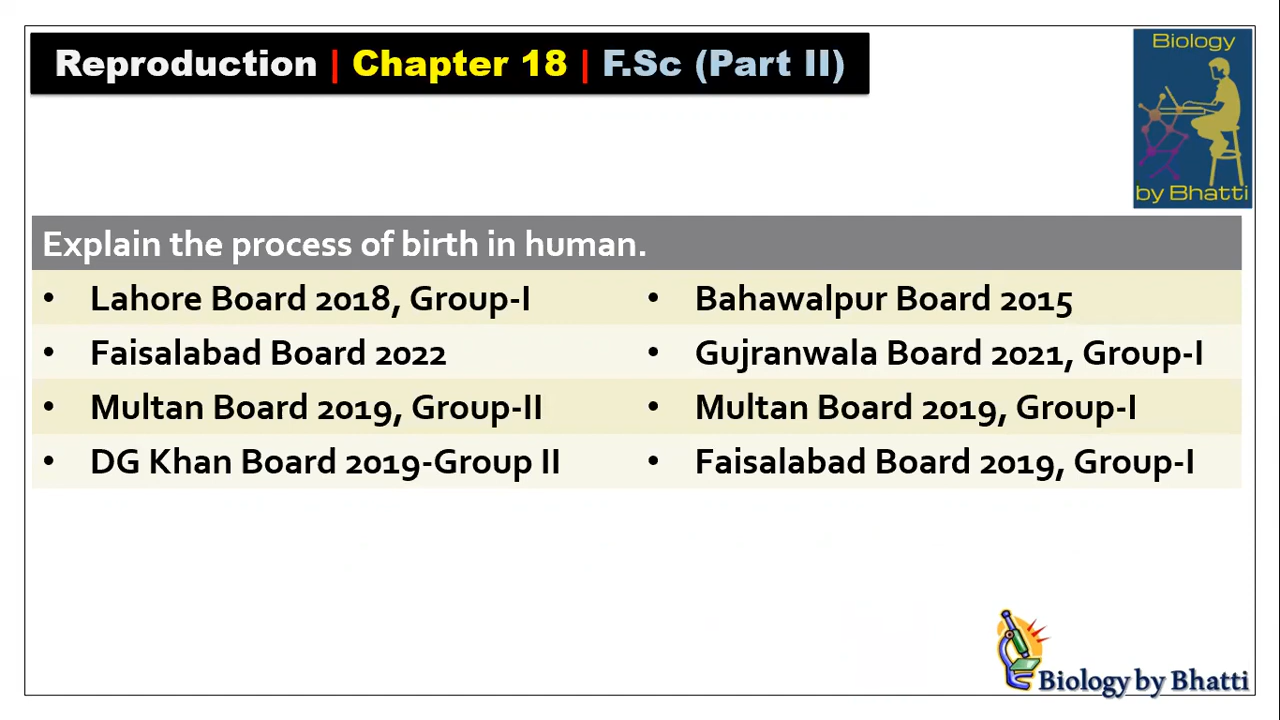 Reproduction | Chapter 18 | F.Sc (Part II)
Biology
by Bhatti
Explain the process of birth in human.
• Lahore Board 2018, Group-I
• Bahawalpur Board 2015
• Faisalabad Board 2022
• Gujranwala Board 2021, Group-I
• Multan Board 2019, Group-II
• Multan Board 2019, Group-I
• DG Khan Board 2019-Group II
• Faisalabad Board 2019, Group-I
Biology by Bhatti